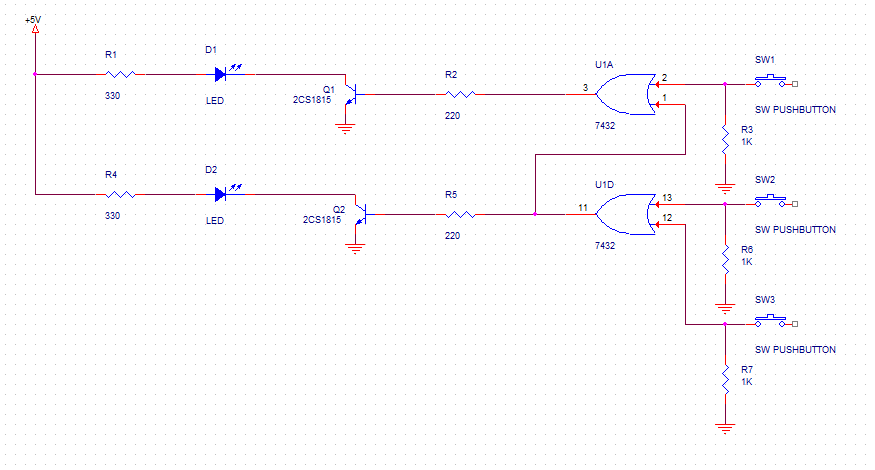 +5V
R1
330
D1
LED
Q1
2CS1815
R2
220
U1A
3
2
1
7432
SW1
SW PUSHBUTTON
R3
1K
R4
330
D2
LED
Q2
2CS1815
R5
220
U1D
11
13
12
7432
SW2
SW PUSHBUTTON
R6
1K
SW3
SW PUSHBUTTON
R7
1K